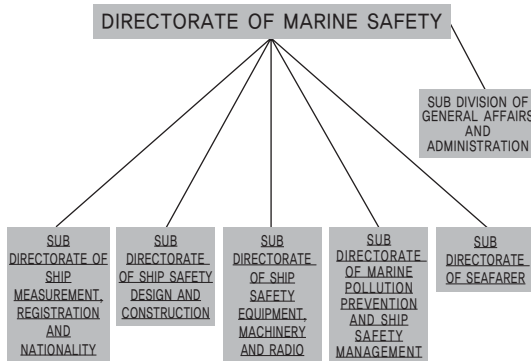 DIRECTORATE OF MARINE SAFETY
SUB DIVISION OF
GENERAL AFFAIRS
AND
ADMINISTRATION
SUB
DIRECTORATE OF
SHIP
MEASUREMENT,
REGISTRATION
AND
NATIONALITY
SUB
DIRECTORATE
OF SHIP SAFETY
DESIGN AND
CONSTRUCTION
SUB
DIRECTORATE
OF SHIP
SAFETY
EQUIPMENT,
MACHINERY
AND RADIO
SUB
DIRECTORATE
OF MARINE
POLLUTION
PREVENTION
AND SHIP
SAFETY
MANAGEMENT
SUB
DIRECTORATE
OF SEAFARER